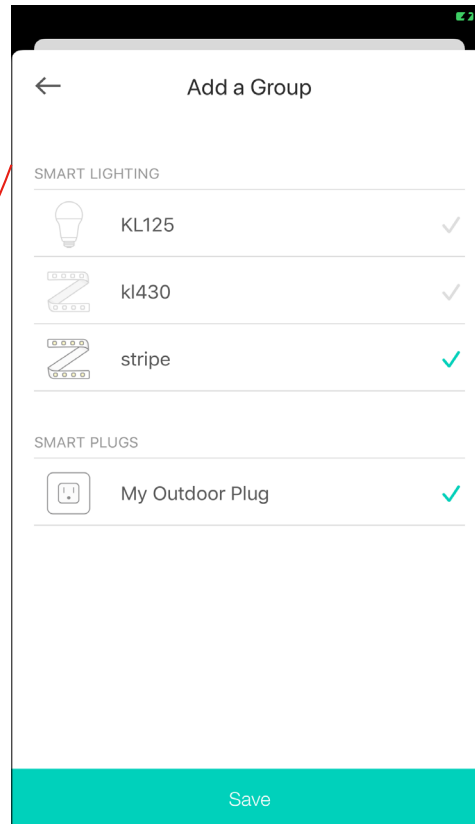 Add a Group
SMART LIGHTING
KL125
kl430
stripe
SMART PLUGS
My Outdoor Plug
Save